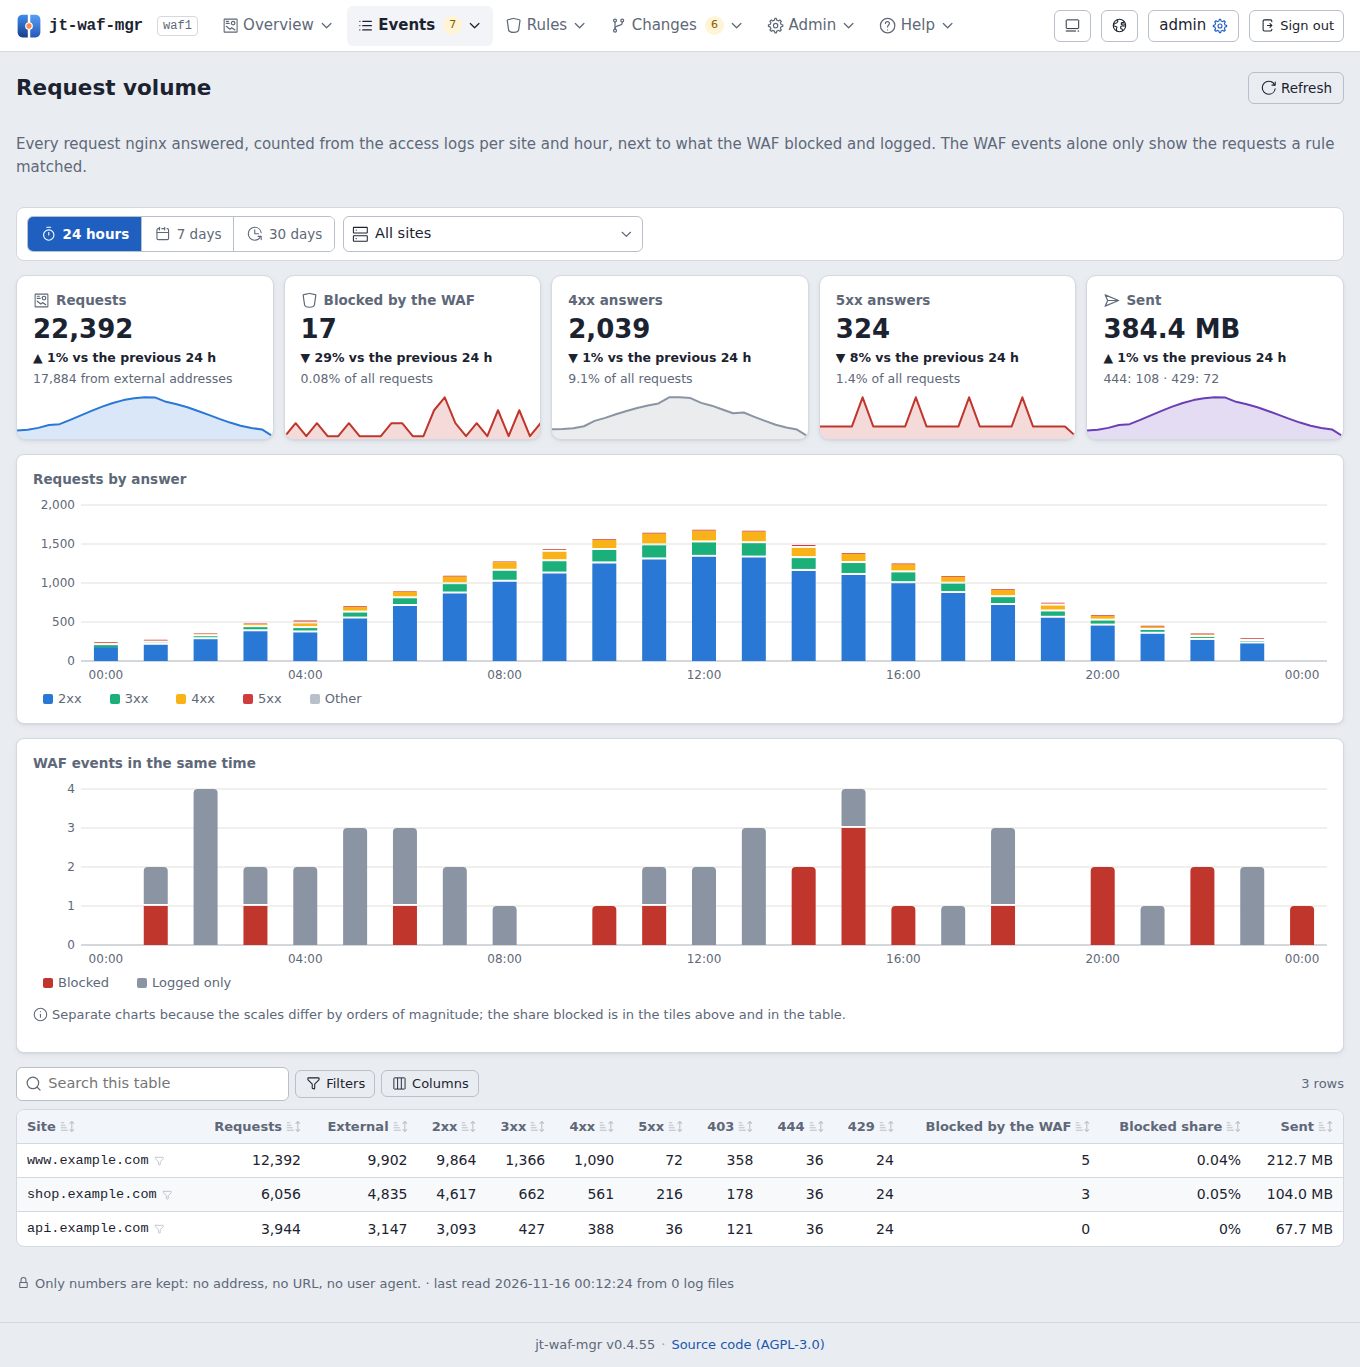 jt-waf-mgr waf1 Overview Events 7 Rules Changes 6 Admin Help admin Sign out
Request volume Refresh
Every request nginx answered, counted from the access logs per site and hour, next to what the WAF blocked and logged. The WAF events alone only show the requests a rule
matched.
24 hours 7 days 30 days All sites
Requests
22,392
▲ 1% vs the previous 24 h
17,884 from external addresses
Blocked by the WAF
17
▼ 29% vs the previous 24 h
0.08% of all requests
4xx answers
2,039
▼ 1% vs the previous 24 h
9.1% of all requests
5xx answers
324
▼ 8% vs the previous 24 h
1.4% of all requests
Sent
384.4 MB
▲ 1% vs the previous 24 h
444: 108 · 429: 72
Requests by answer
2,000
1,500
1,000
500
0
00:00 04:00 08:00 12:00 16:00 20:00 00:00
2xx 3xx 4xx 5xx Other
WAF events in the same time
4
3
2
1
0
00:00 04:00 08:00 12:00 16:00 20:00 00:00
Blocked Logged only
Separate charts because the scales differ by orders of magnitude; the share blocked is in the tiles above and in the table.
Search this table Filters Columns 3 rows
Site Requests External 2xx 3xx 4xx 5xx 403 444 429 Blocked by the WAF Blocked share Sent
www.example.com 12,392 9,902 9,864 1,366 1,090 72 358 36 24 5 0.04% 212.7 MB
shop.example.com 6,056 4,835 4,617 662 561 216 178 36 24 3 0.05% 104.0 MB
api.example.com 3,944 3,147 3,093 427 388 36 121 36 24 0 0% 67.7 MB
Only numbers are kept: no address, no URL, no user agent. · last read 2026-11-16 00:12:24 from 0 log files
jt-waf-mgr v0.4.55 · Source code (AGPL-3.0)